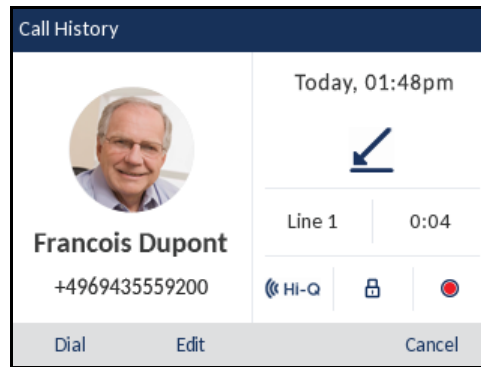 Call History
Today, 01:48pm
Line 1 0:04
Francois Dupont
+4969435559200
Hi-Q
Dial Edit Cancel